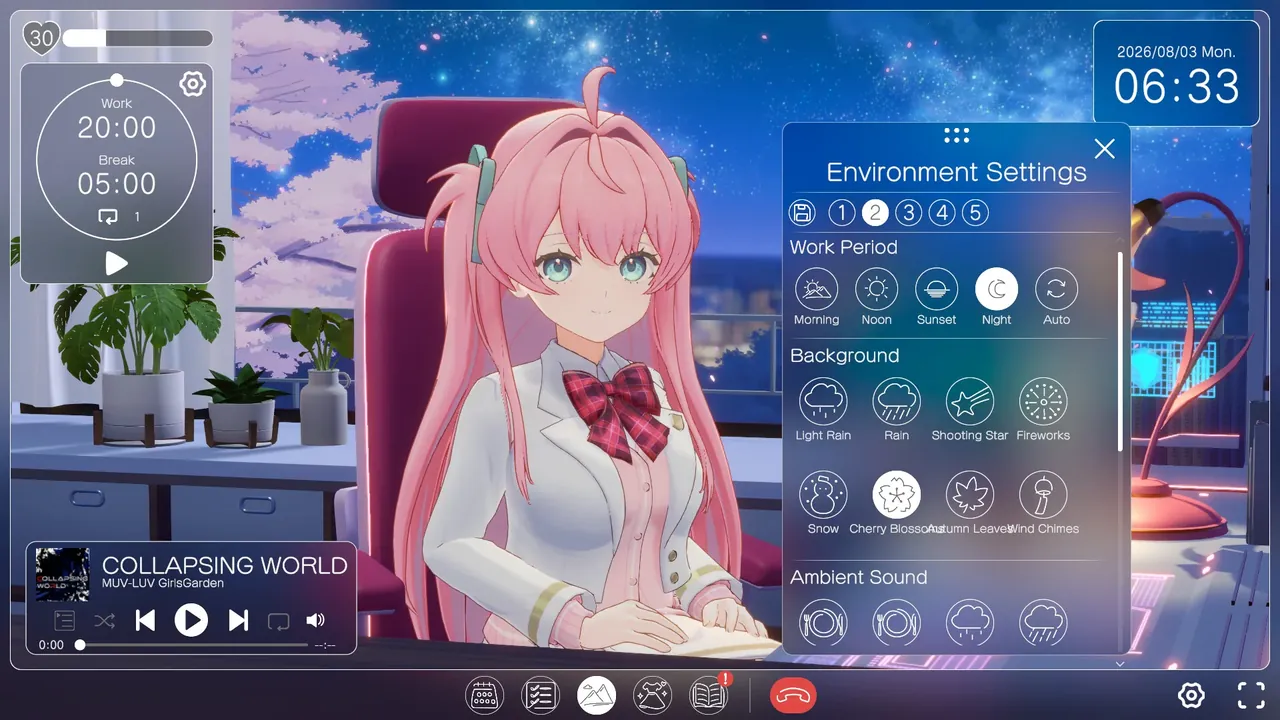 30
Work
20:00
Break
05:00
1
2026/08/03 Mon.
06:33
Environment Settings
1 2 3 4 5
Work Period
Morning Noon Sunset Night Auto
Background
Light Rain Rain Shooting Star Fireworks
Snow Cherry Blossoms Autumn Leaves Wind Chimes
Ambient Sound
COLLAPSING WORLD
COLLAPSING WORLD
MUV-LUV GirlsGarden
0:00 --:--
!